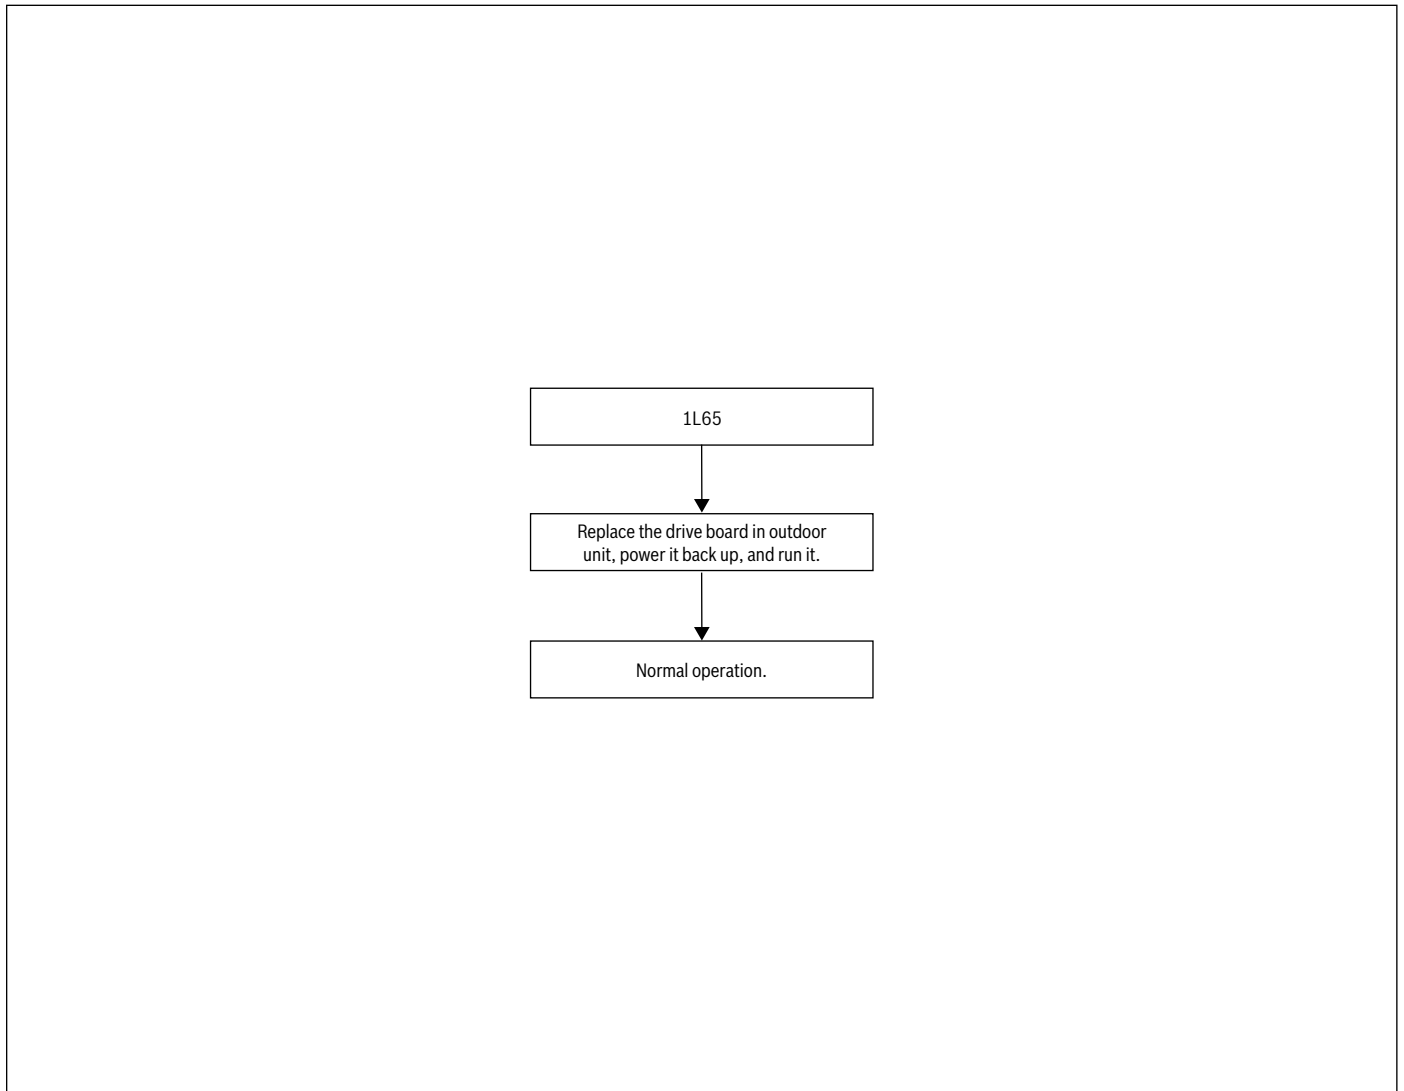 1L65
Replace the drive board in outdoor
unit, power it back up, and run it.
Normal operation.